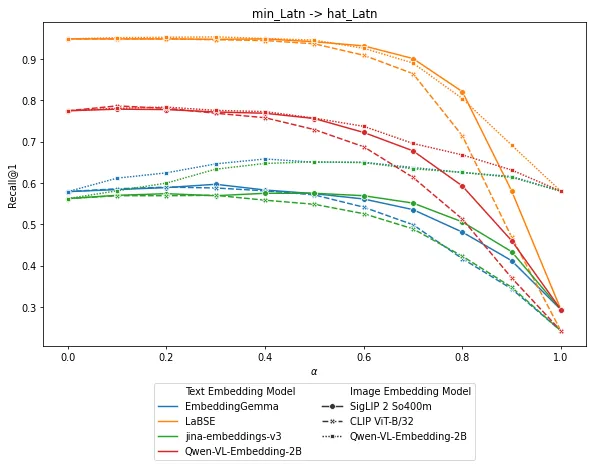 min_Latn -> hat_Latn
Recall@1
0.9
0.8
0.7
0.6
0.5
0.4
0.3
0.0
0.2
0.4
0.6
0.8
1.0
α
Text Embedding Model
EmbeddingGemma
LaBSE
jina-embeddings-v3
Qwen-VL-Embedding-2B
Image Embedding Model
SigLIP 2 So400m
CLIP ViT-B/32
Qwen-VL-Embedding-2B